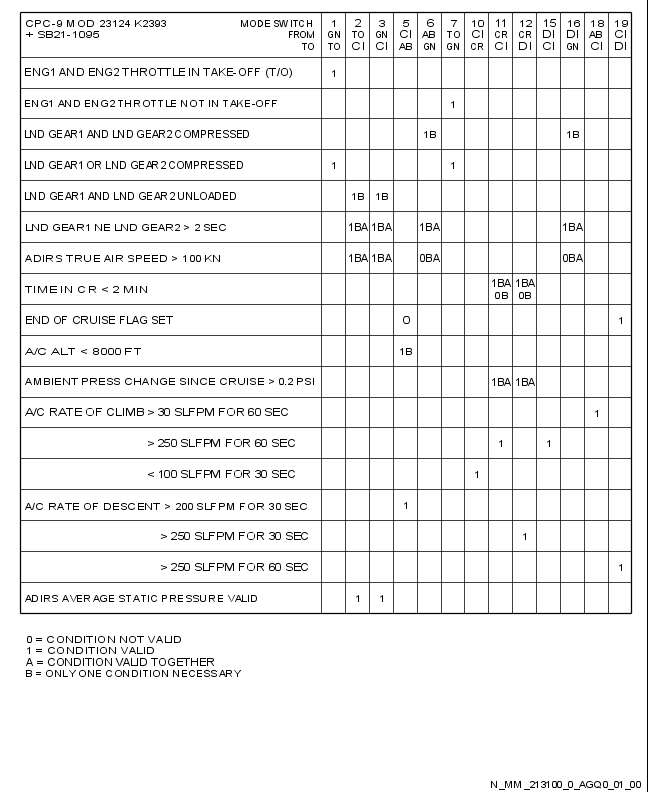 CPC-9 MOD 23124 K2393 MODE SWITCH 1 2 3 5 6 7 10 11 12 15 16 18 19
+ SB21-1095 FROM GN TO GN CI AB TO CI CR CR DI DI AB CI
TO TO CI CI AB GN GN CR CI DI CI GN CI DI
ENG1 AND ENG2 THROTTLE IN TAKE-OFF (T/O) 1
ENG1 AND ENG2 THROTTLE NOT IN TAKE-OFF 1
LND GEAR1 AND LND GEAR2 COMPRESSED 1B 1B
LND GEAR1 OR LND GEAR2 COMPRESSED 1 1
LND GEAR1 AND LND GEAR2 UNLOADED 1B 1B
LND GEAR1 NE LND GEAR2 > 2 SEC 1BA 1BA 1BA 1BA
ADIRS TRUE AIR SPEED > 100 KN 1BA 1BA 0BA 0BA
TIME IN CR < 2 MIN 1BA 1BA
0B 0B
END OF CRUISE FLAG SET 0 1
A/C ALT < 8000 FT 1B
AMBIENT PRESS CHANGE SINCE CRUISE > 0.2 PSI 1BA 1BA
A/C RATE OF CLIMB > 30 SLFPM FOR 60 SEC 1
> 250 SLFPM FOR 60 SEC 1 1
< 100 SLFPM FOR 30 SEC 1
A/C RATE OF DESCENT > 200 SLFPM FOR 30 SEC 1
> 250 SLFPM FOR 30 SEC 1
> 250 SLFPM FOR 60 SEC 1
ADIRS AVERAGE STATIC PRESSURE VALID 1 1
0 = CONDITION NOT VALID
1 = CONDITION VALID
A = CONDITION VALID TOGETHER
B = ONLY ONE CONDITION NECESSARY
N_MM_213100_0_AGQ0_01_00